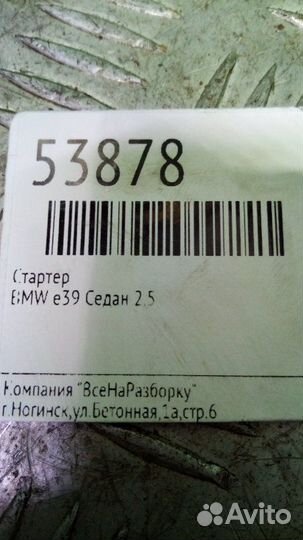 53878
Стартер
BMW e39 Седан 2.5
Компания "ВсеНаРазборку"
г.Ногинск,ул.Бетонная,1а,стр.6
Avito